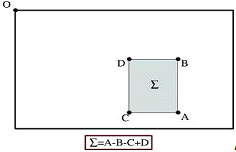 O
D B
Σ
C A
Σ=A-B-C+D